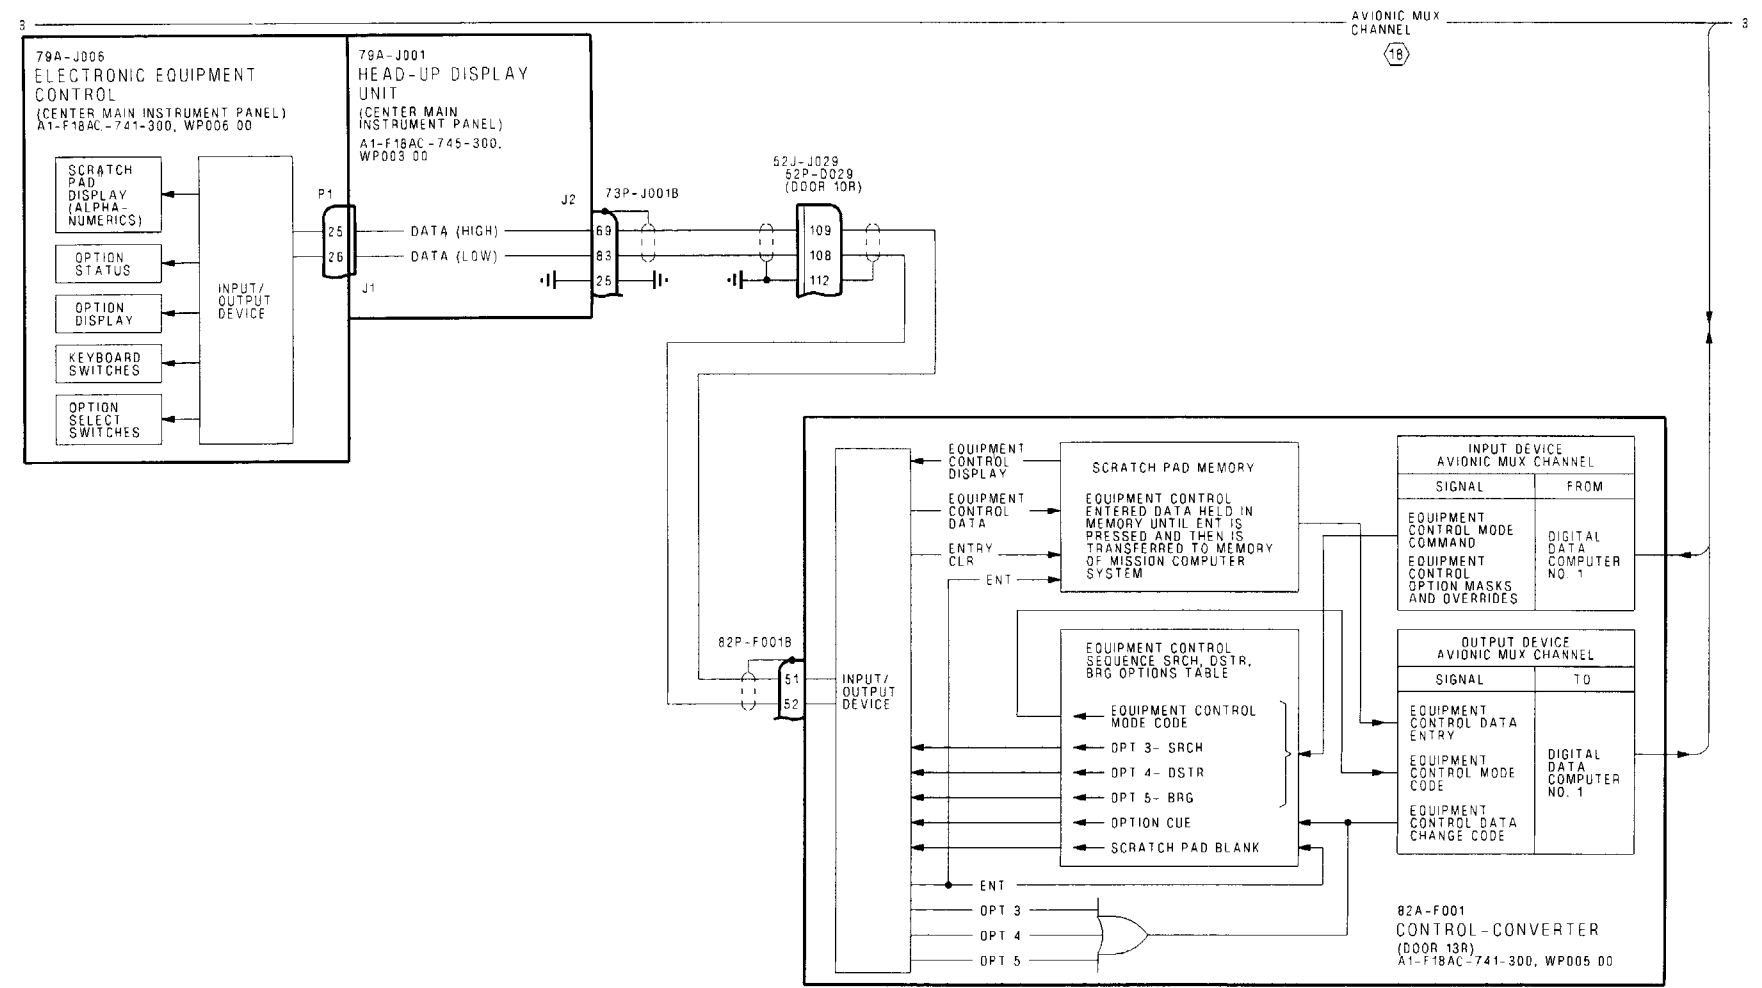 3
AVIONIC MUX
CHANNEL
18
3
79A-J006
ELECTRONIC EQUIPMENT
CONTROL
(CENTER MAIN INSTRUMENT PANEL)
A1-F18AC-741-300, WP006 00
SCRATCH
PAD
DISPLAY
(ALPHA-
NUMERICS)
OPTION
STATUS
OPTION
DISPLAY
KEYBOARD
SWITCHES
OPTION
SELECT
SWITCHES
INPUT/
OUTPUT
DEVICE
P1
25
26
J1
79A-J001
HEAD-UP DISPLAY
UNIT
(CENTER MAIN
INSTRUMENT PANEL)
A1-F18AC-745-300,
WP003 00
DATA (HIGH)
DATA (LOW)
J2
73P-J001B
69
83
25
52J-J029
52P-D029
(DOOR 10R)
109
108
112
82P-F001B
51
52
INPUT/
OUTPUT
DEVICE
EQUIPMENT
CONTROL
DISPLAY
EQUIPMENT
CONTROL
DATA
ENTRY
CLR
ENT
SCRATCH PAD MEMORY
EQUIPMENT CONTROL
ENTERED DATA HELD IN
MEMORY UNTIL ENT IS
PRESSED AND THEN IS
TRANSFERRED TO MEMORY
OF MISSION COMPUTER
SYSTEM
EQUIPMENT CONTROL
SEQUENCE SRCH, DSTR,
BRG OPTIONS TABLE
EQUIPMENT CONTROL
MODE CODE
OPT 3- SRCH
OPT 4- DSTR
OPT 5- BRG
OPTION CUE
SCRATCH PAD BLANK
ENT
OPT 3
OPT 4
OPT 5
INPUT DEVICE
AVIONIC MUX CHANNEL
SIGNAL
FROM
EQUIPMENT
CONTROL MODE
COMMAND
EQUIPMENT
CONTROL
OPTION MASKS
AND OVERRIDES
DIGITAL
DATA
COMPUTER
NO. 1
OUTPUT DEVICE
AVIONIC MUX CHANNEL
SIGNAL
TO
EQUIPMENT
CONTROL DATA
ENTRY
EQUIPMENT
CONTROL MODE
CODE
EQUIPMENT
CONTROL DATA
CHANGE CODE
DIGITAL
DATA
COMPUTER
NO. 1
82A-F001
CONTROL-CONVERTER
(DOOR 13R)
A1-F18AC-741-300, WP005 00